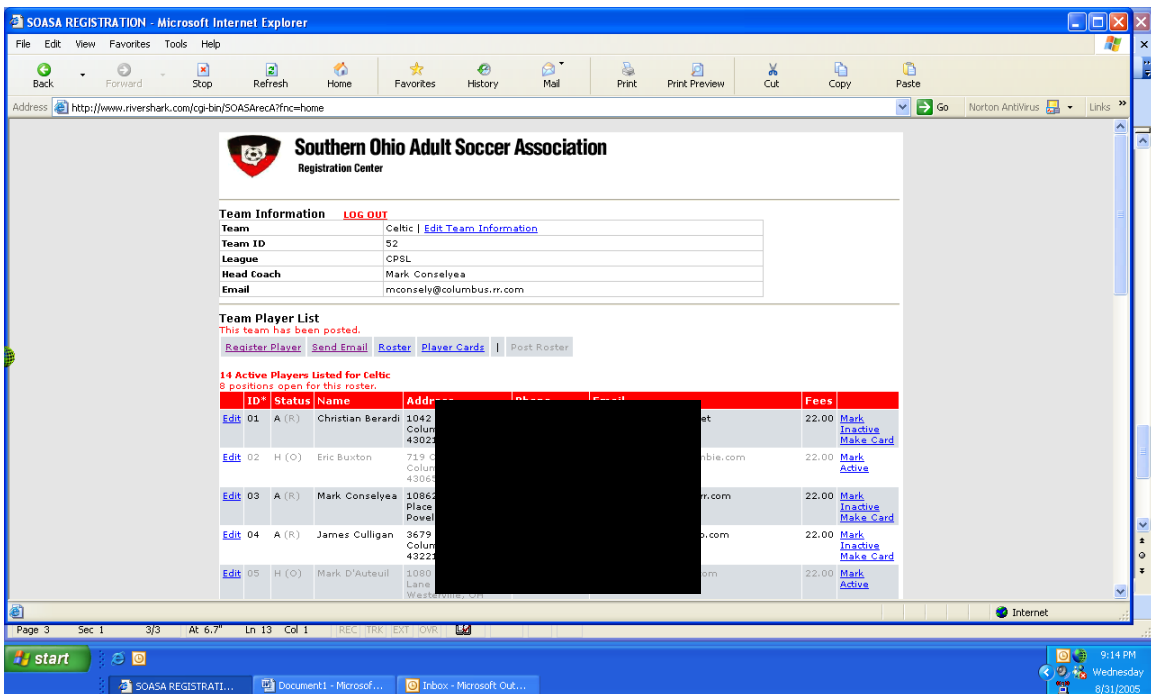 SOASA REGISTRATION - Microsoft Internet Explorer
File Edit View Favorites Tools Help
Back Forward Stop Refresh Home Favorites History Mail Print Print Preview Cut Copy Paste
Address http://www.rivershark.com/cgi-bin/SOASArecA?fnc=home Go Norton AntiVirus Links »
Southern Ohio Adult Soccer Association
Registration Center
Team Information LOG OUT
Team Celtic | Edit Team Information
Team ID 52
League CPSL
Head Coach Mark Conselyea
Email mconsely@columbus.rr.com
Team Player List
This team has been posted.
Register Player Send Email Roster Player Cards | Post Roster
14 Active Players Listed for Celtic
8 positions open for this roster.
ID* Status Name Fees
Edit 01 A (R) Christian Berardi 1042 22.00 Mark
Inactive
43021 Make Card
Edit 02 H (O) Eric Buxton 719 22.00 Mark
Active
4306
Edit 03 A (R) Mark Conselyea 10862 rr.com 22.00 Mark
Place Inactive
Powel Make Card
Edit 04 A (R) James Culligan 3679 .com 22.00 Mark
Inactive
43221 Make Card
Edit 05 H (O) Mark D'Auteuil 1080 22.00 Mark
Lane Active
Westerville, OH
Internet
Page 3 Sec 1 3/3 At 6.7" Ln 13 Col 1 REC TRK EXT OVR
start 9:14 PM
Wednesday
SOASA REGISTRATI... Document1 - Microsof... Inbox - Microsoft Out... 8/31/2005